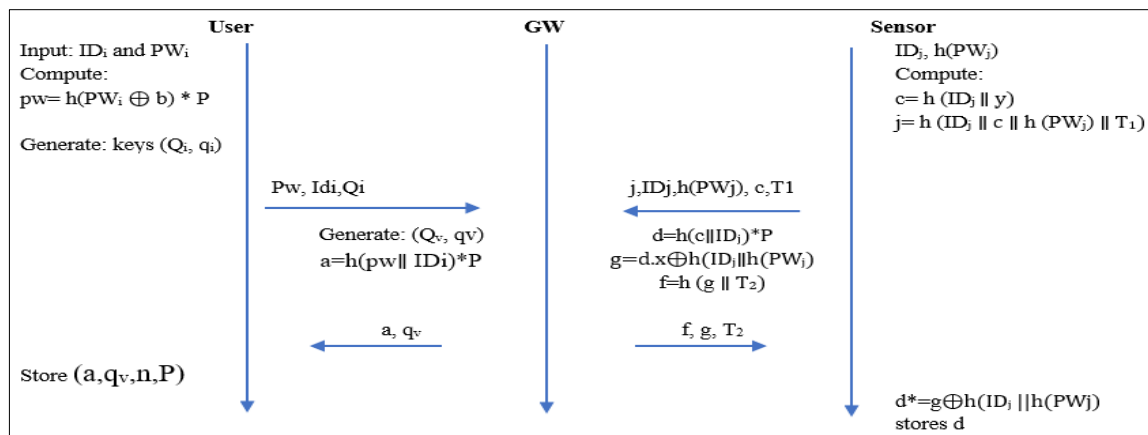 User
GW
Sensor
Input: IDᵢ and PWᵢ
Compute:
pw= h(PWᵢ ⊕ b) * P
Generate: keys (Qᵢ, qᵢ)
IDⱼ, h(PWⱼ)
Compute:
c= h (IDⱼ ‖ y)
j= h (IDⱼ ‖ c ‖ h (PWⱼ) ‖ T₁)
Pw, Idi,Qi
j,IDj,h(PWj), c,T1
Generate: (Qᵥ, qv)
a=h(pw‖ IDi)*P
d=h(c‖IDⱼ)*P
g=d.x⊕h(IDⱼ‖h(PWⱼ)
f=h (g ‖ T₂)
a, qᵥ
f, g, T₂
Store (a,qᵥ,n,P)
d*=g⊕h(IDⱼ ||h(PWj)
stores d